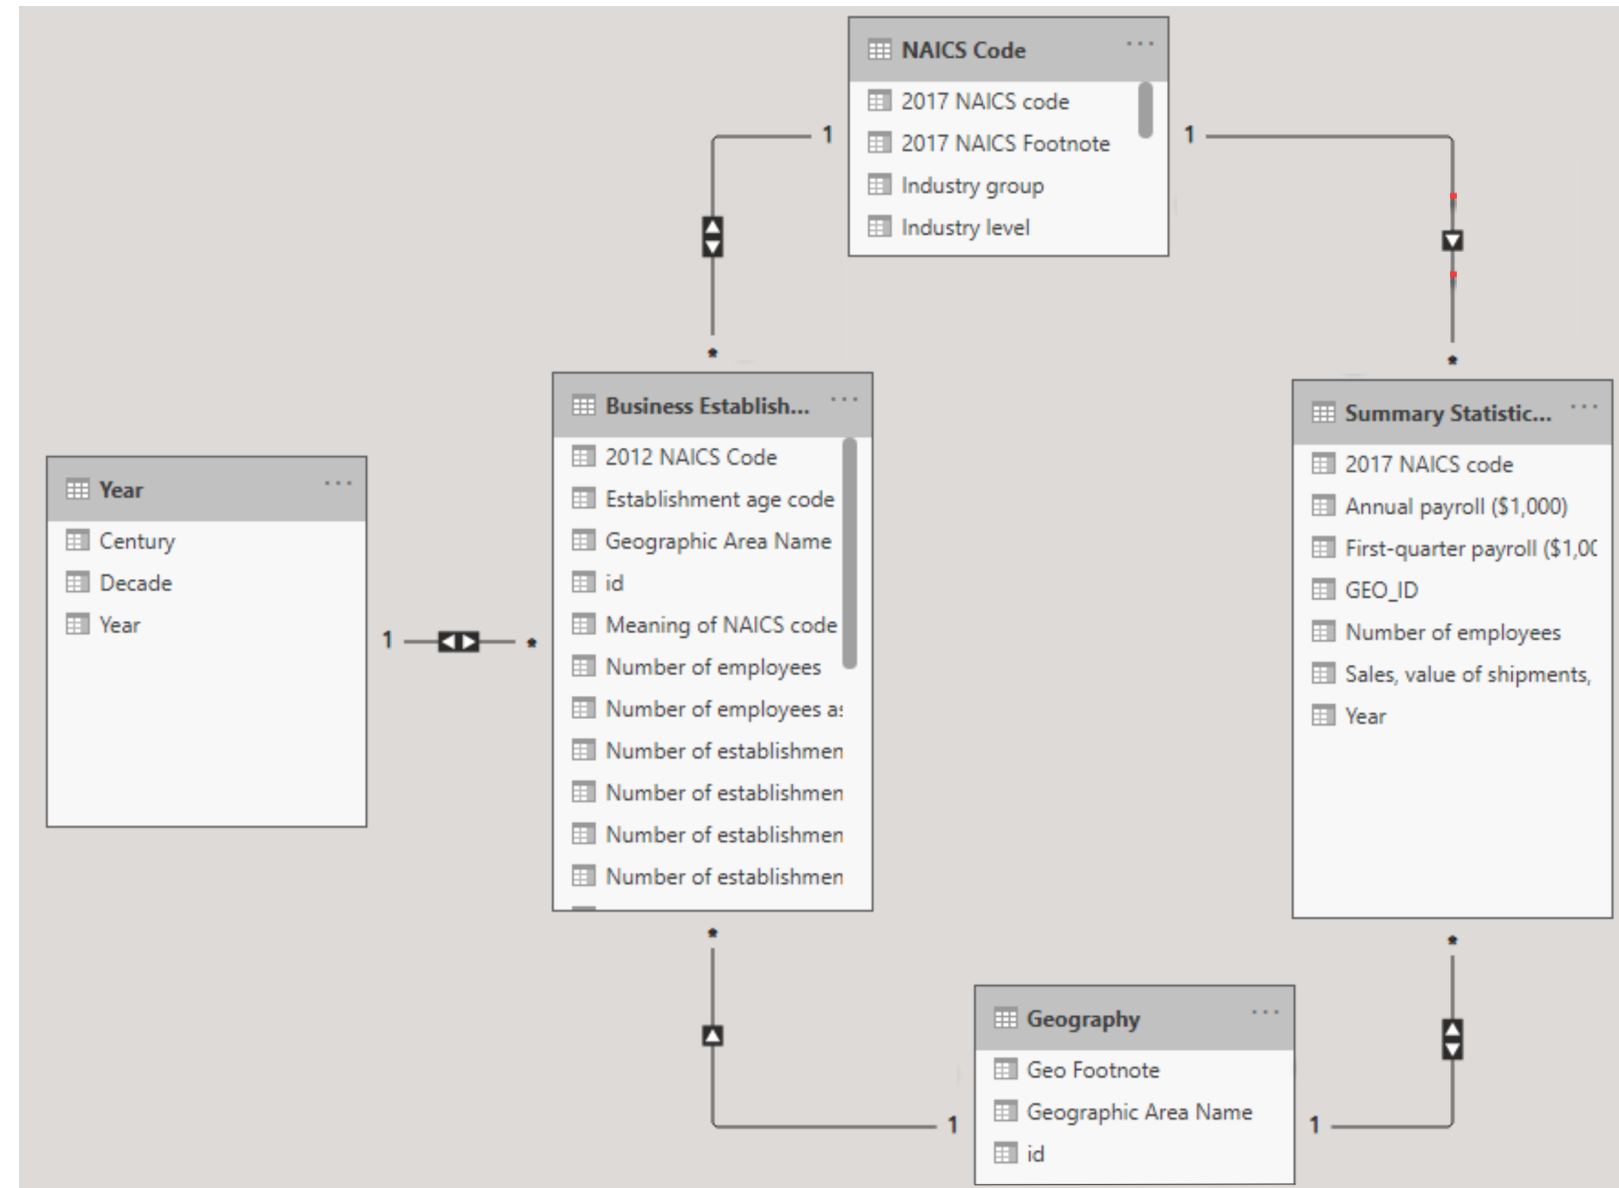 NAICS Code
2017 NAICS code
2017 NAICS Footnote
Industry group
Industry level
1
1
*
*
Year
Century
Decade
Year
1
*
Business Establish...
2012 NAICS Code
Establishment age code
Geographic Area Name
id
Meaning of NAICS code
Number of employees
Number of employees as
Number of establishmen
Number of establishmen
Number of establishmen
Number of establishmen
Summary Statistic...
2017 NAICS code
Annual payroll ($1,000)
First-quarter payroll ($1,00
GEO_ID
Number of employees
Sales, value of shipments,
Year
*
*
1
1
Geography
Geo Footnote
Geographic Area Name
id